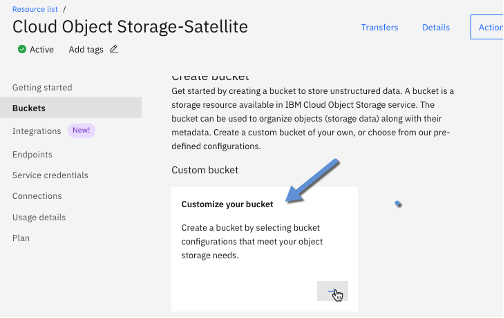 Resource list /
Cloud Object Storage-Satellite
Active
Add tags
Transfers
Details
Getting started
Buckets
Integrations New!
Endpoints
Service credentials
Connections
Usage details
Plan
Create bucket
Get started by creating a bucket to store unstructured data. A bucket is a
storage resource available in IBM Cloud Object Storage service. The
bucket can be used to organize objects (storage data) along with their
metadata. Create a custom bucket of your own, or choose from our pre-
defined configurations.
Custom bucket
Customize your bucket
Create a bucket by selecting bucket
configurations that meet your object
storage needs.